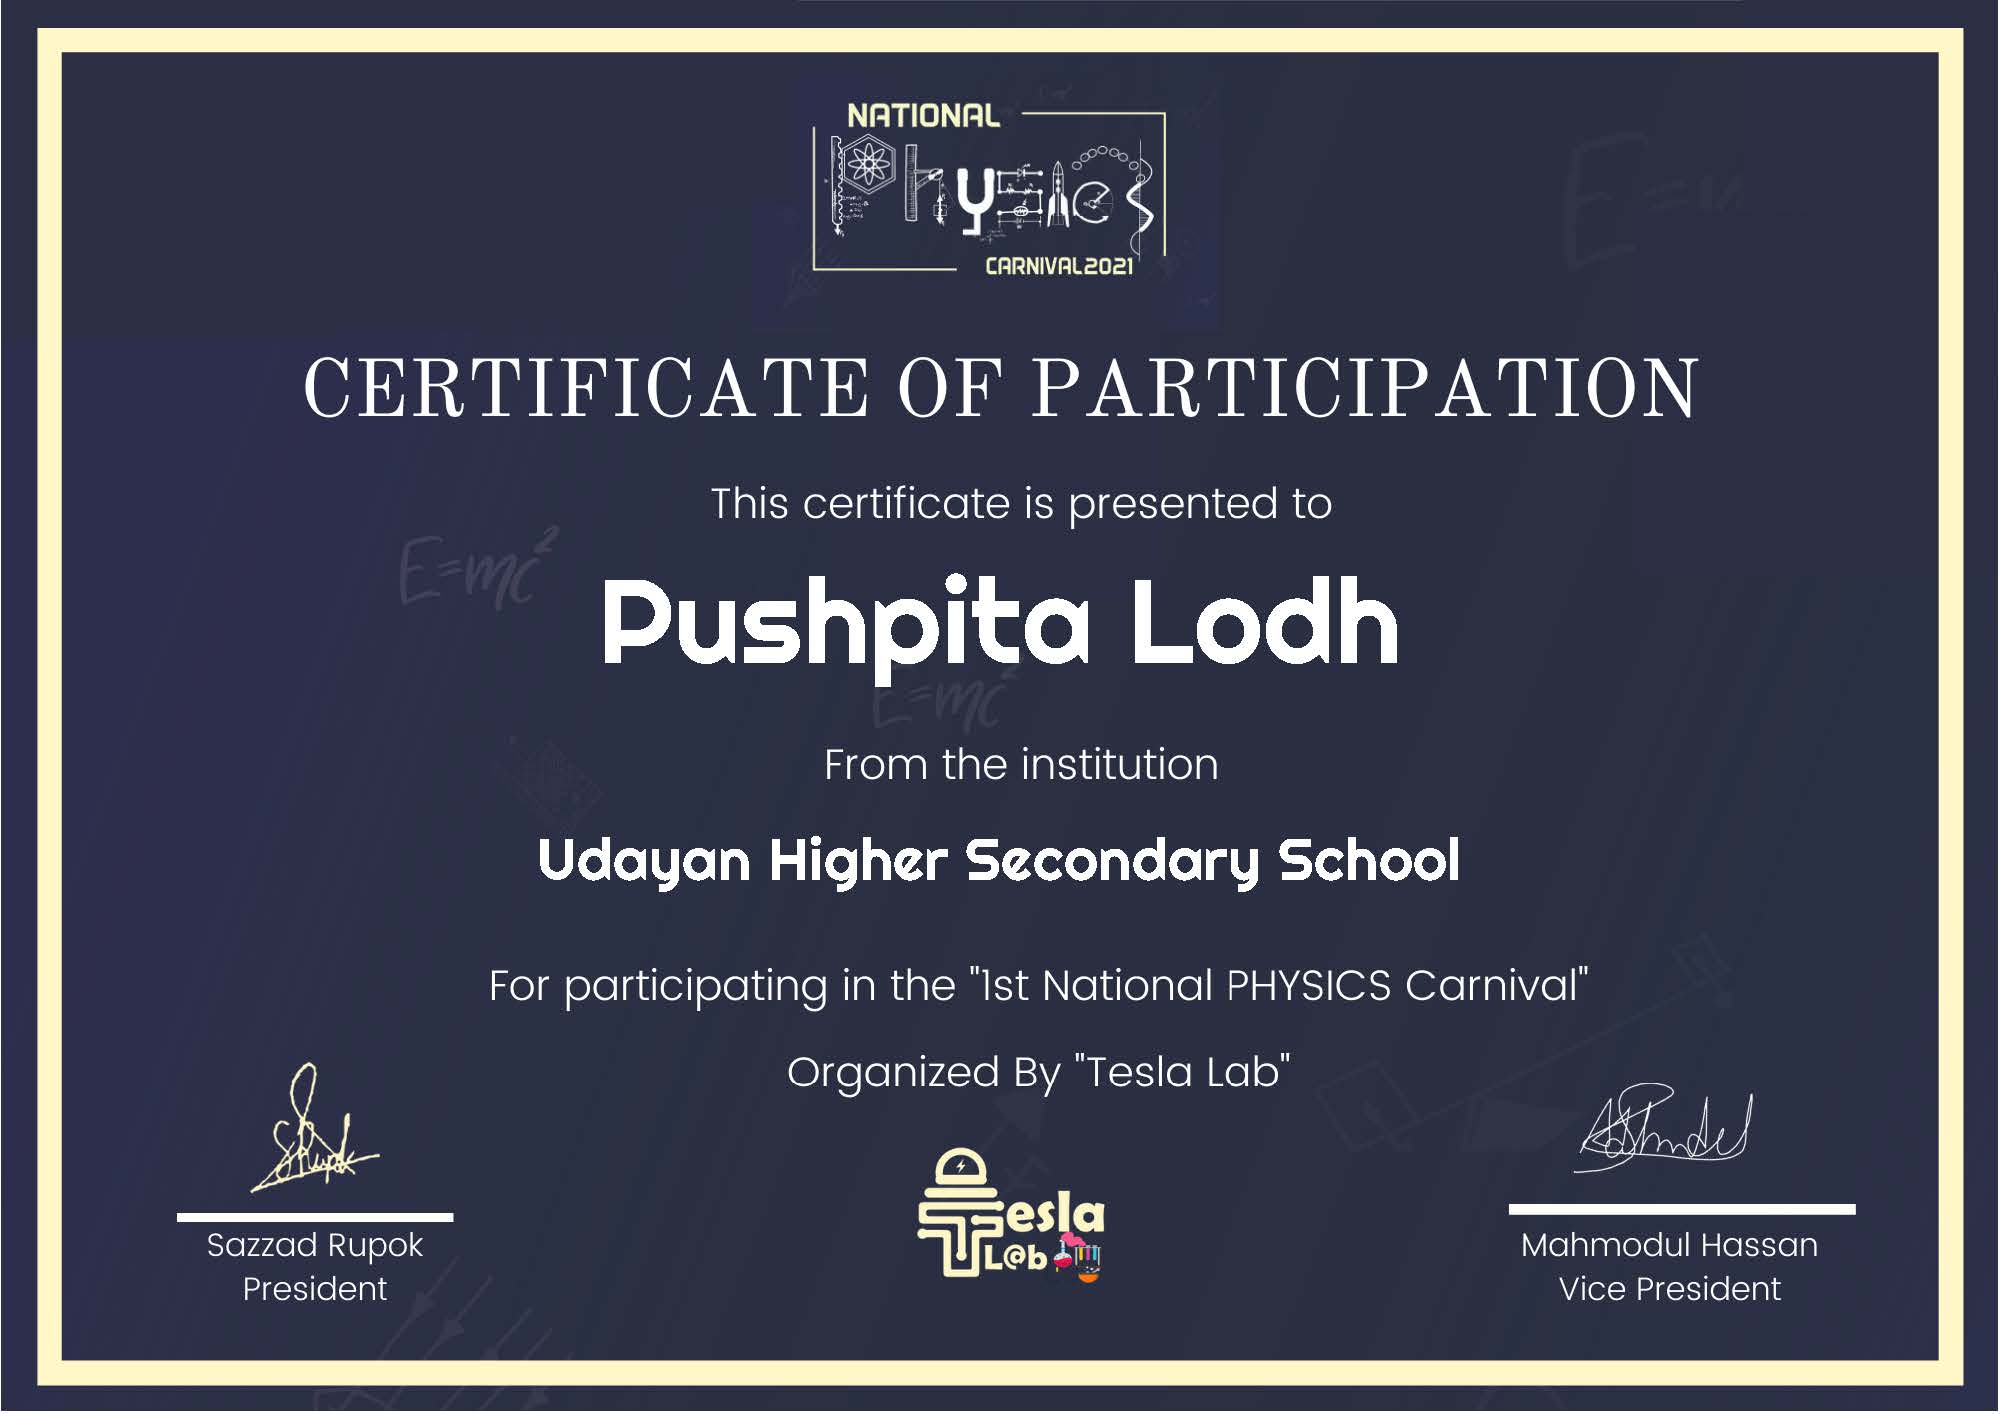 NATIONAL
Physics
CARNIVAL2021
CERTIFICATE OF PARTICIPATION
This certificate is presented to
E=mc²
Pushpita Lodh
E=mc²
From the institution
Udayan Higher Secondary School
For participating in the "1st National PHYSICS Carnival"
Organized By "Tesla Lab"
Tesla
L@b
Sazzad Rupok
President
Mahmodul Hassan
Vice President